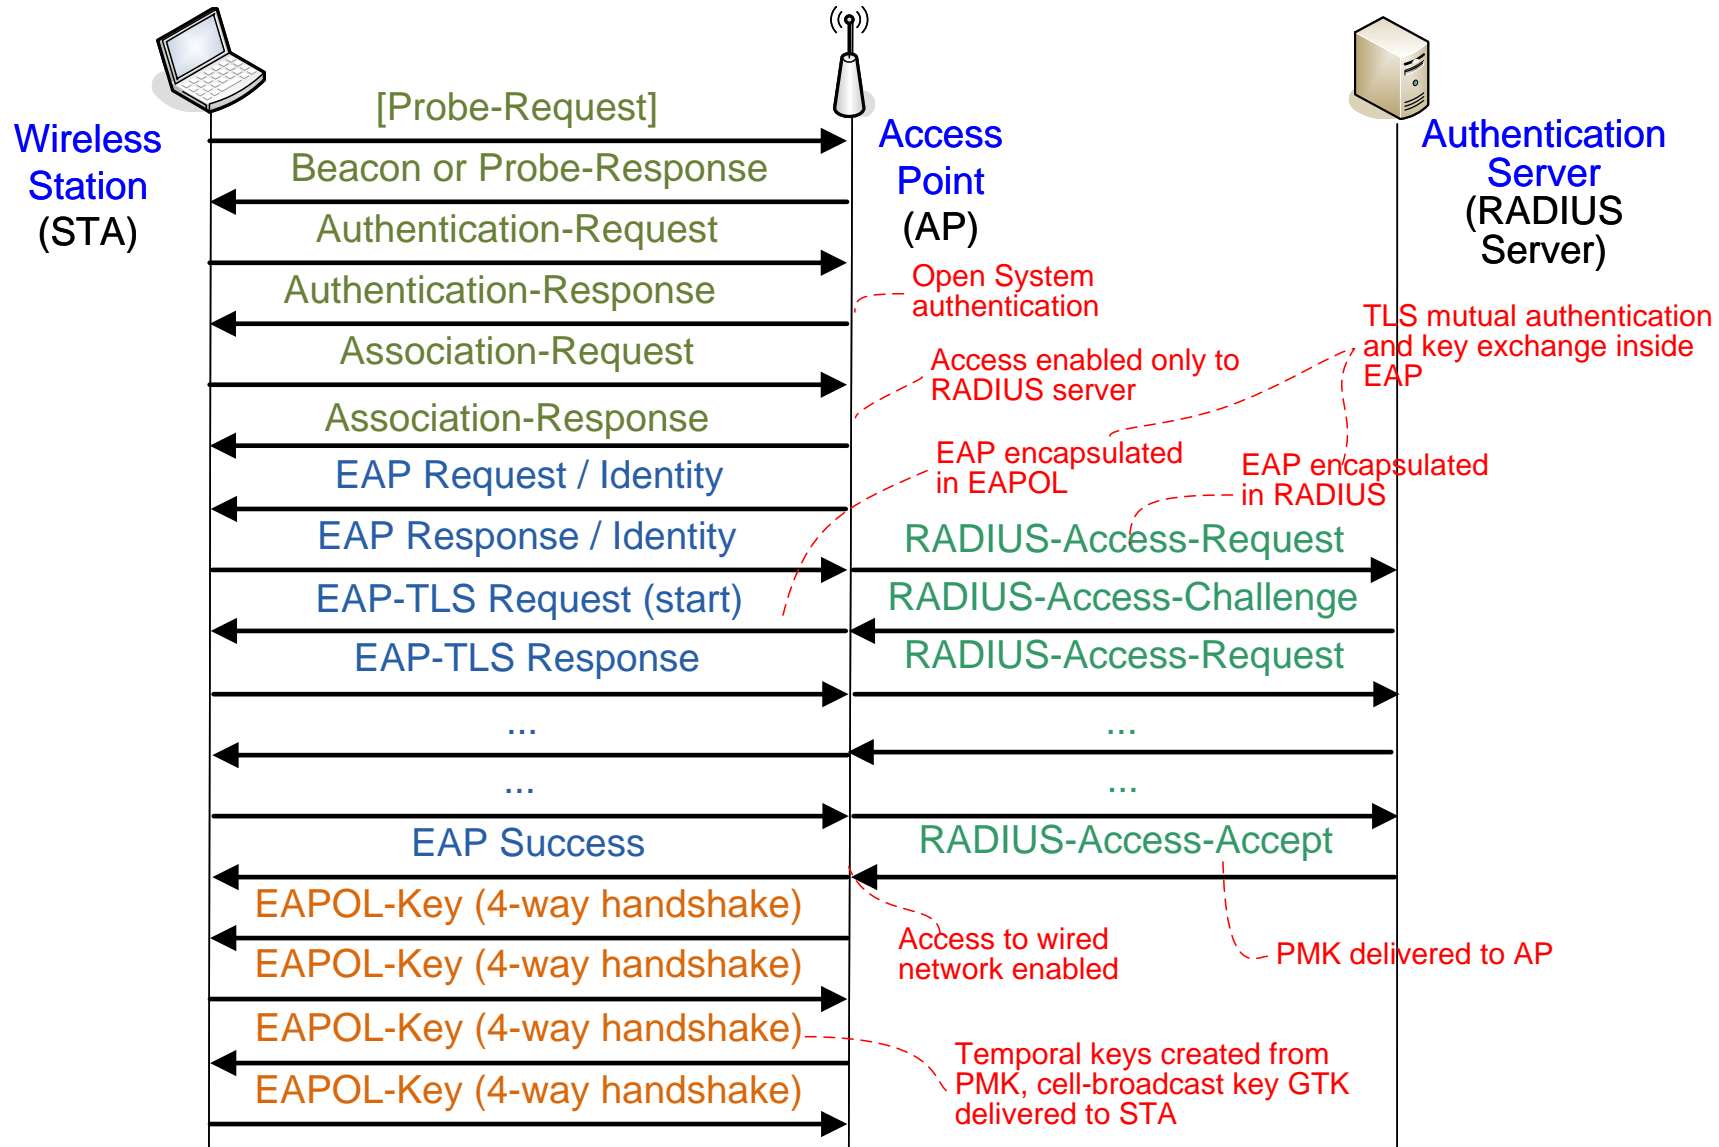 [Probe-Request]
Wireless
Station
(STA)
Access
Point
(AP)
Authentication
Server
(RADIUS
Server)
Beacon or Probe-Response
Authentication-Request
Authentication-Response
Open System
authentication
TLS mutual authentication
and key exchange inside
EAP
Association-Request
Access enabled only to
RADIUS server
Association-Response
EAP encapsulated
in EAPOL
EAP encapsulated
in RADIUS
EAP Request / Identity
EAP Response / Identity
RADIUS-Access-Request
EAP-TLS Request (start)
RADIUS-Access-Challenge
EAP-TLS Response
RADIUS-Access-Request
...
...
...
...
EAP Success
RADIUS-Access-Accept
EAPOL-Key (4-way handshake)
Access to wired
network enabled
PMK delivered to AP
EAPOL-Key (4-way handshake)
EAPOL-Key (4-way handshake)
Temporal keys created from
PMK, cell-broadcast key GTK
delivered to STA
EAPOL-Key (4-way handshake)